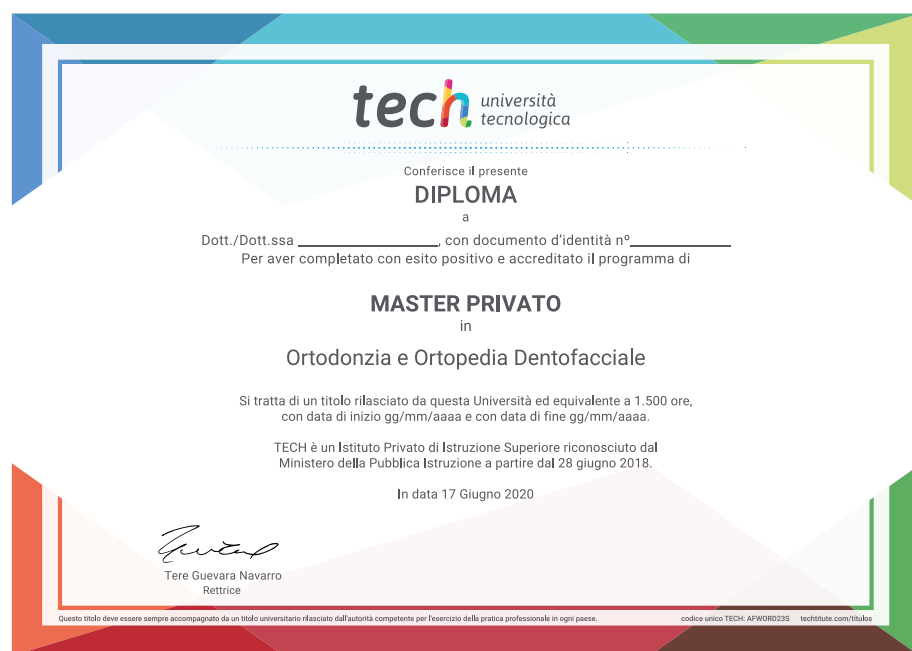 tech università
tecnologica
Conferisce il presente
DIPLOMA
a
Dott./Dott.ssa ______________, con documento d'identità nº__________
Per aver completato con esito positivo e accreditato il programma di
MASTER PRIVATO
in
Ortodonzia e Ortopedia Dentofacciale
Si tratta di un titolo rilasciato da questa Università ed equivalente a 1.500 ore,
con data di inizio gg/mm/aaaa e con data di fine gg/mm/aaaa.
TECH è un Istituto Privato di Istruzione Superiore riconosciuto dal
Ministero della Pubblica Istruzione a partire dal 28 giugno 2018.
In data 17 Giugno 2020
Tere Guevara Navarro
Rettrice
Questo titolo deve essere sempre accompagnato da un titolo universitario rilasciato dall'autorità competente per l'esercizio della pratica professionale in ogni paese.
codice unico TECH: AFWORD23S techtitute.com/títulos